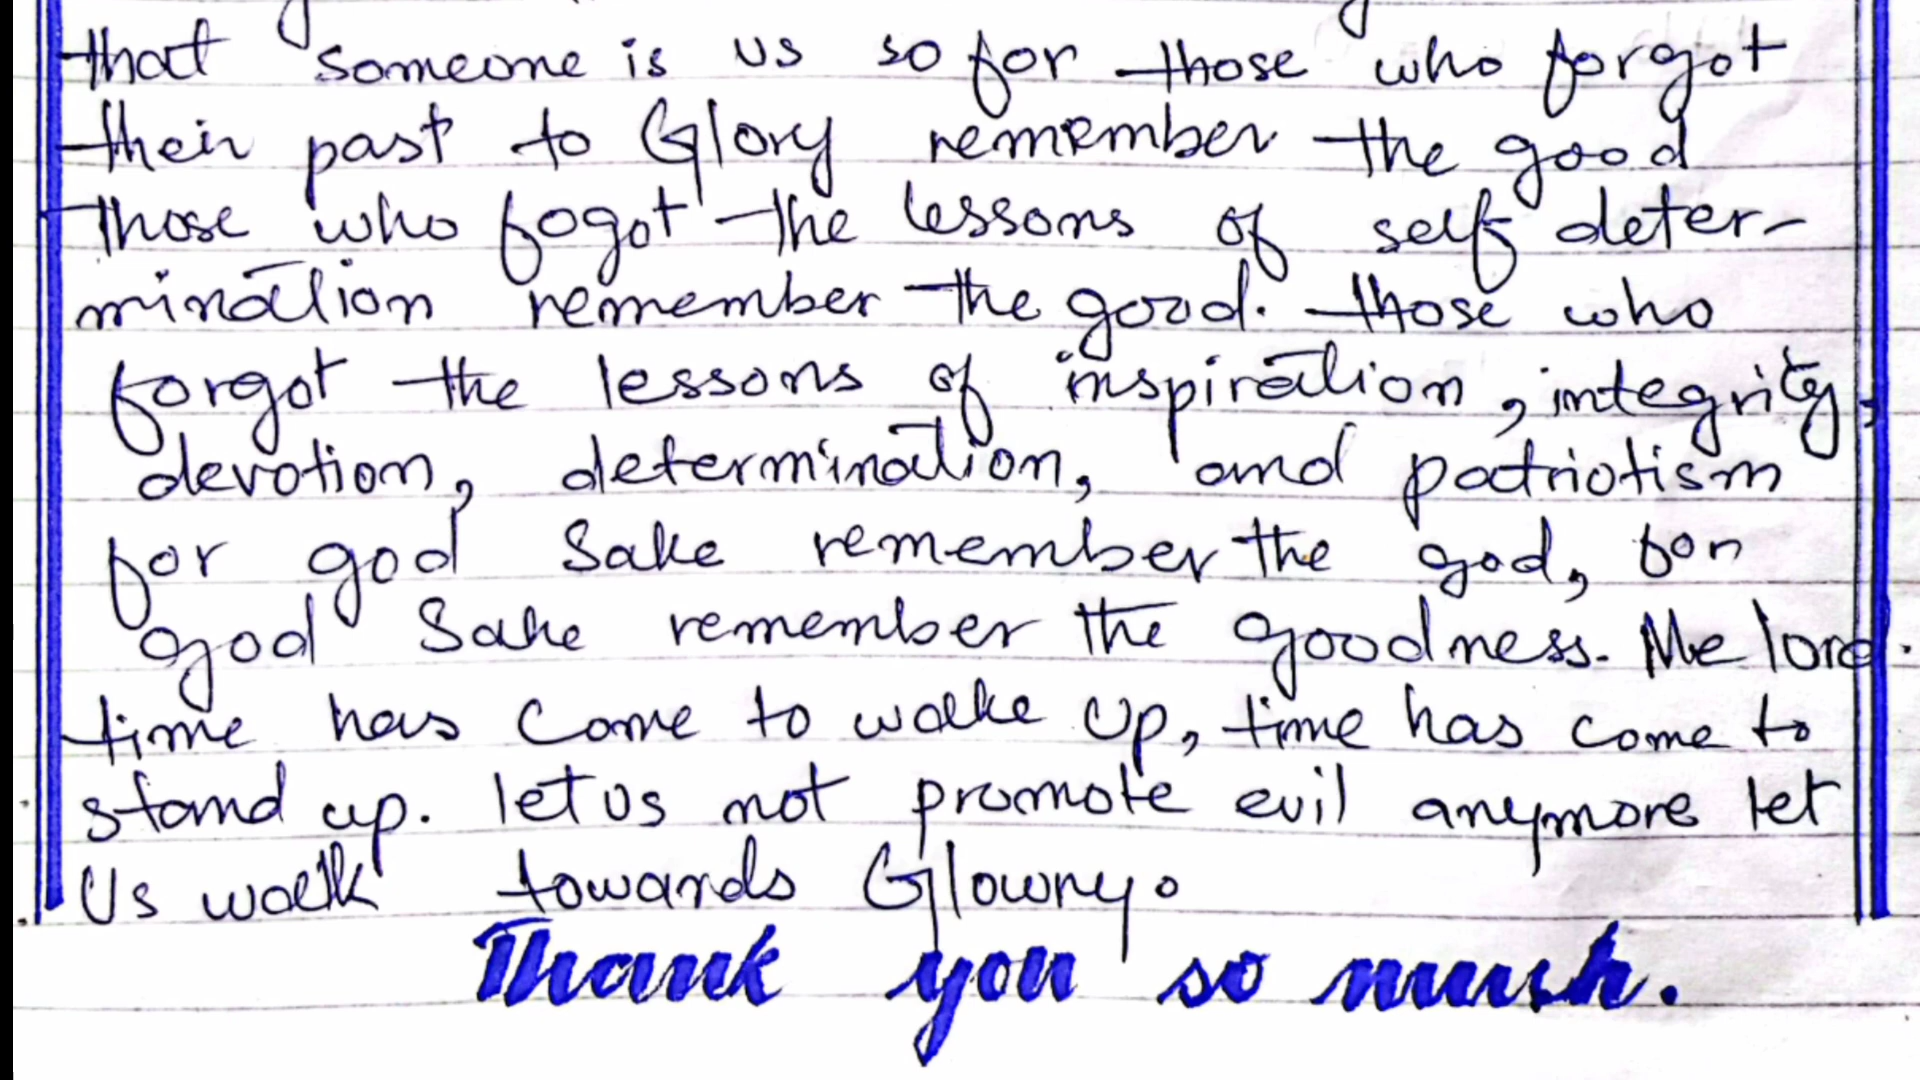 that someone is us so for those who forgot
their past to Glory remember the good
those who fogot the lessons of self deter-
mination remember the good. those who
forgot the lessons of inspiration, integrity,
devotion, determination, and patriotism
for god Sake remember the god, for
god Sake remember the goodness. Me lord.
time has come to wake up, time has come to
stand up. let us not promote evil anymore let
Us walk towards Glowry.
Thank you so much.